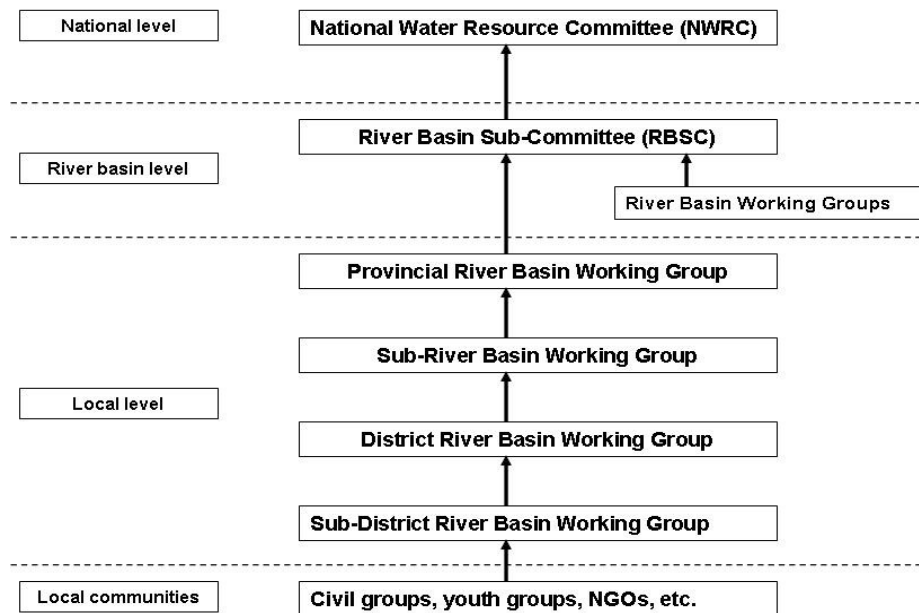 National level
National Water Resource Committee (NWRC)
River Basin Sub-Committee (RBSC)
River basin level
River Basin Working Groups
Provincial River Basin Working Group
Sub-River Basin Working Group
Local level
District River Basin Working Group
Sub-District River Basin Working Group
Local communities
Civil groups, youth groups, NGOs, etc.